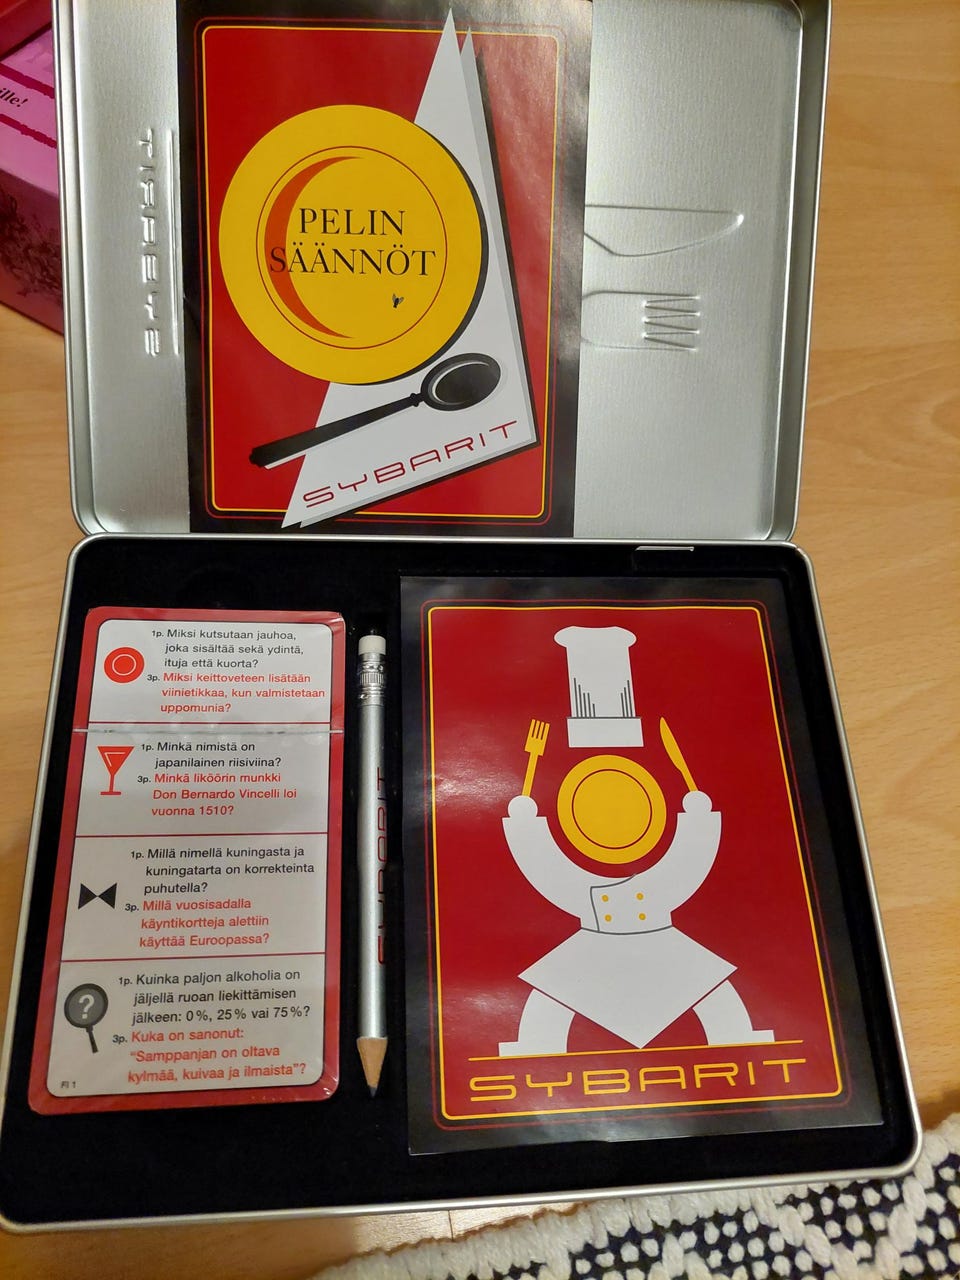 ille!
SYBARIT
PELIN
SÄÄNNÖT
SYBARIT
1p. Miksi kutsutaan jauhoa,
joka sisältää sekä ydintä,
ituja että kuorta?
3p. Miksi keittoveteen lisätään
viinietikkaa, kun valmistetaan
uppomunia?
1p. Minkä nimistä on
japanilainen riisiviina?
3p. Minkä liköörin munkki
Don Bernardo Vincelli loi
vuonna 1510?
1p. Millä nimellä kuningasta ja
kuningatarta on korrekteinta
puhutella?
3p. Millä vuosisadalla
käyntikortteja alettiin
käyttää Euroopassa?
?
1p. Kuinka paljon alkoholia on
jäljellä ruoan liekittämisen
jälkeen: 0%, 25% vai 75%?
3p. Kuka on sanonut:
"Samppanjan on oltava
kylmää, kuivaa ja ilmaista"?
FI 1
SYBARIT
SYBARIT